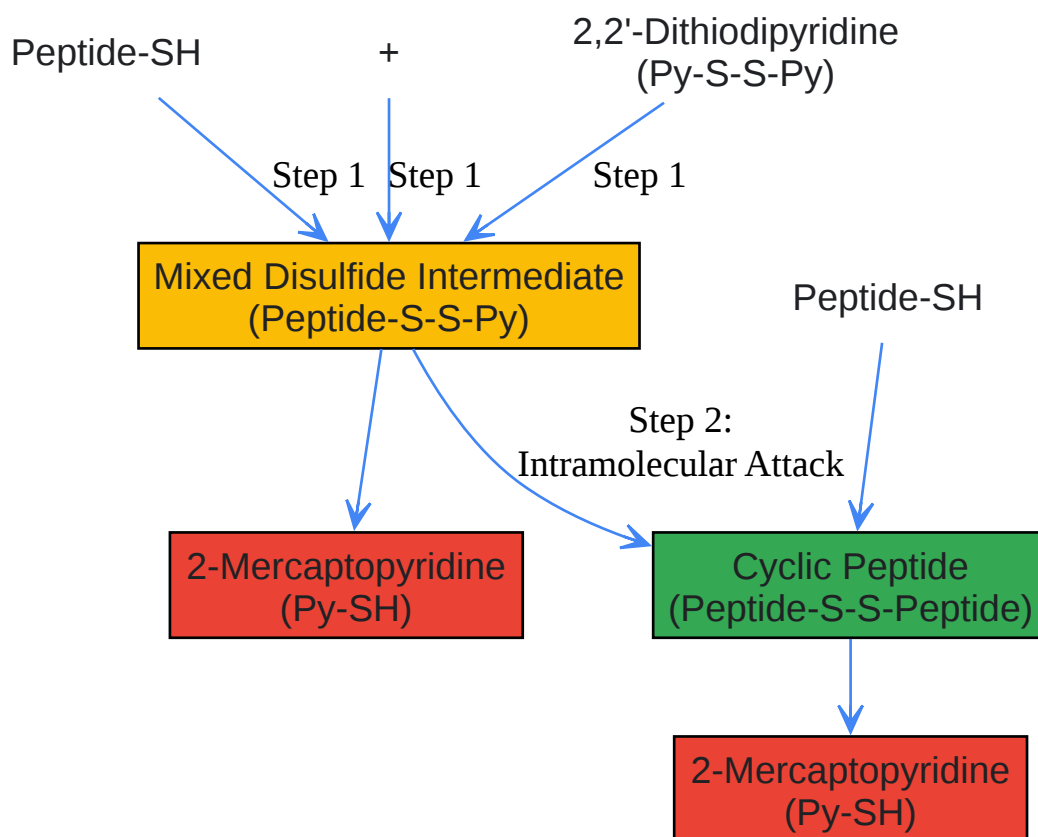 Peptide-SH
+
2,2'-Dithiodipyridine
(Py-S-S-Py)
Step 1
Step 1
Step 1
Mixed Disulfide Intermediate
(Peptide-S-S-Py)
Peptide-SH
Step 2:
Intramolecular Attack
2-Mercaptopyridine
(Py-SH)
Cyclic Peptide
(Peptide-S-S-Peptide)
2-Mercaptopyridine
(Py-SH)